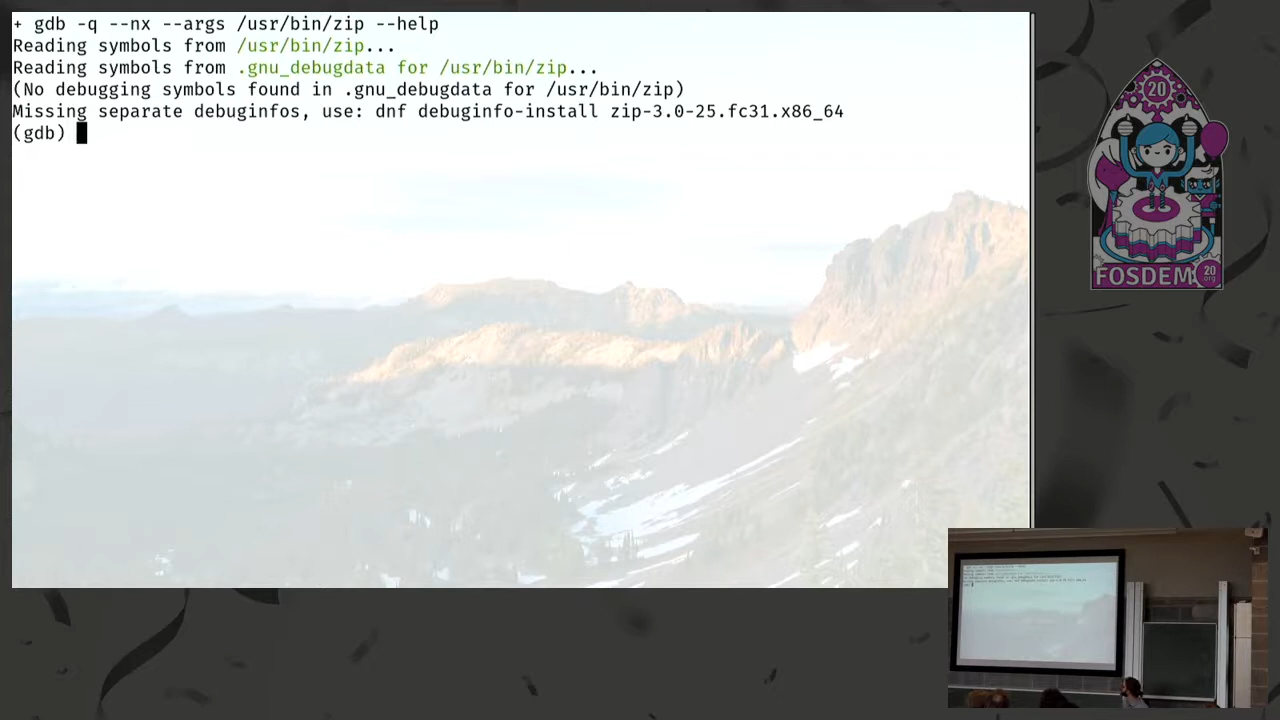 + gdb -q --nx --args /usr/bin/zip --help
Reading symbols from /usr/bin/zip...
Reading symbols from .gnu_debugdata for /usr/bin/zip...
(No debugging symbols found in .gnu_debugdata for /usr/bin/zip)
Missing separate debuginfos, use: dnf debuginfo-install zip-3.0-25.fc31.x86_64
(gdb)
20
FOSDEM
20
.org